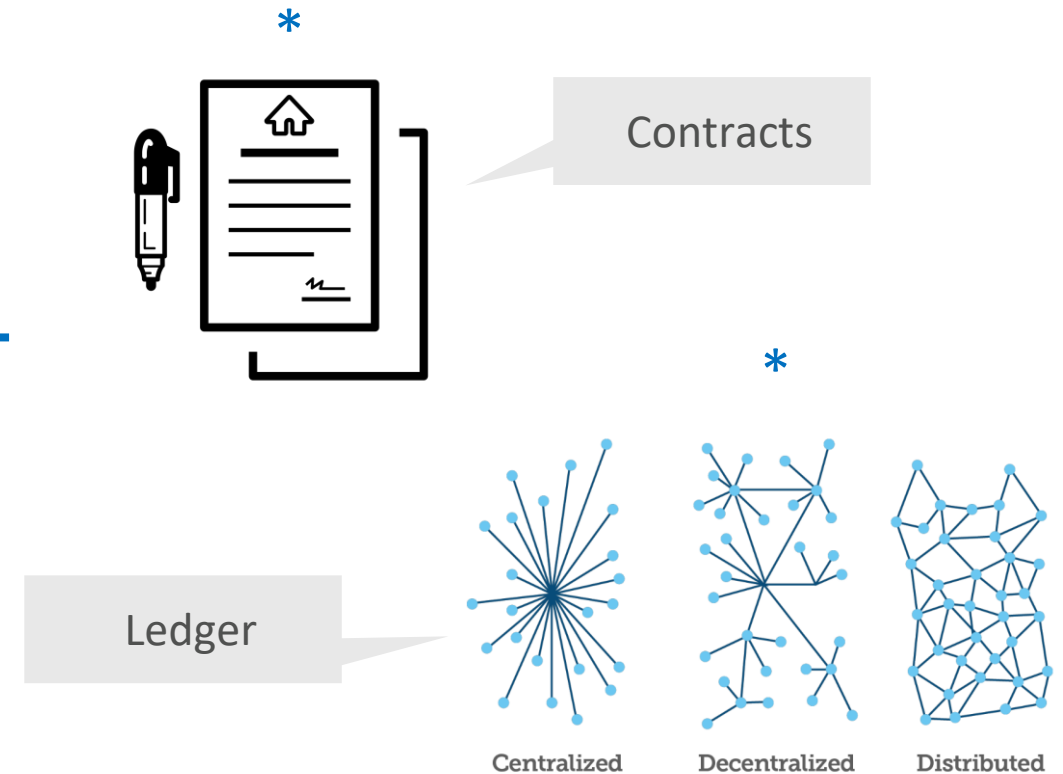 *
Contracts
*
Ledger
Centralized
Decentralized
Distributed